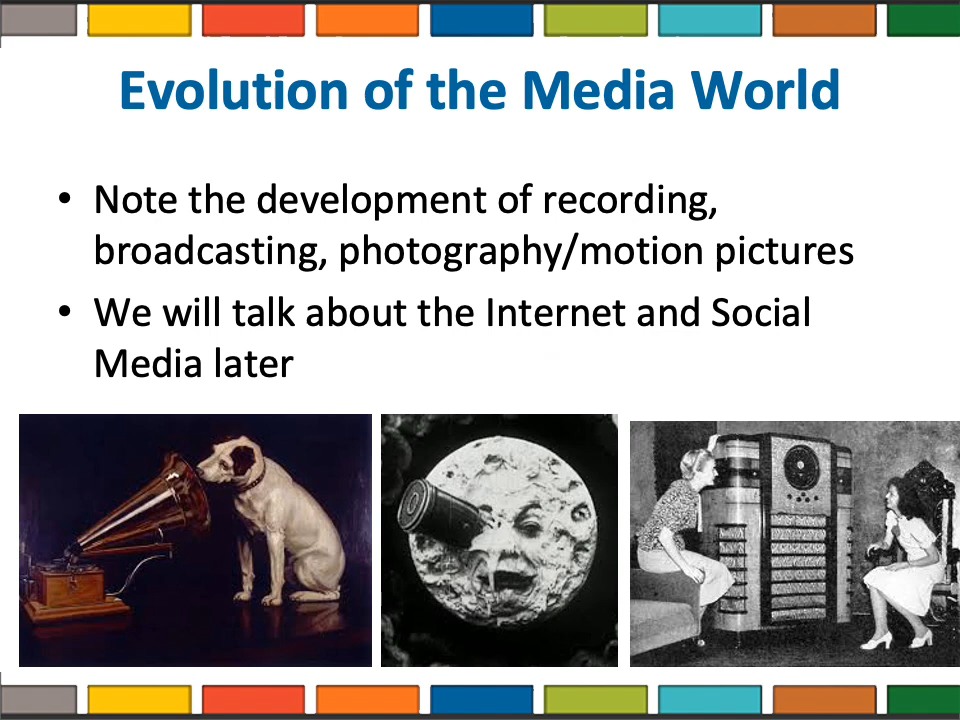 Evolution of the Media World
• Note the development of recording,
broadcasting, photography/motion pictures
• We will talk about the Internet and Social
Media later